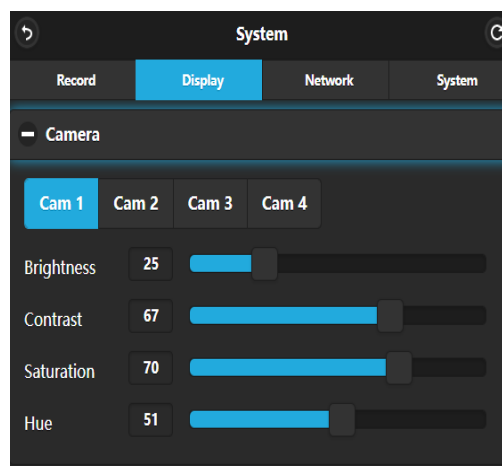 System
Record Display Network System
Camera
Cam 1 Cam 2 Cam 3 Cam 4
Brightness 25
Contrast 67
Saturation 70
Hue 51